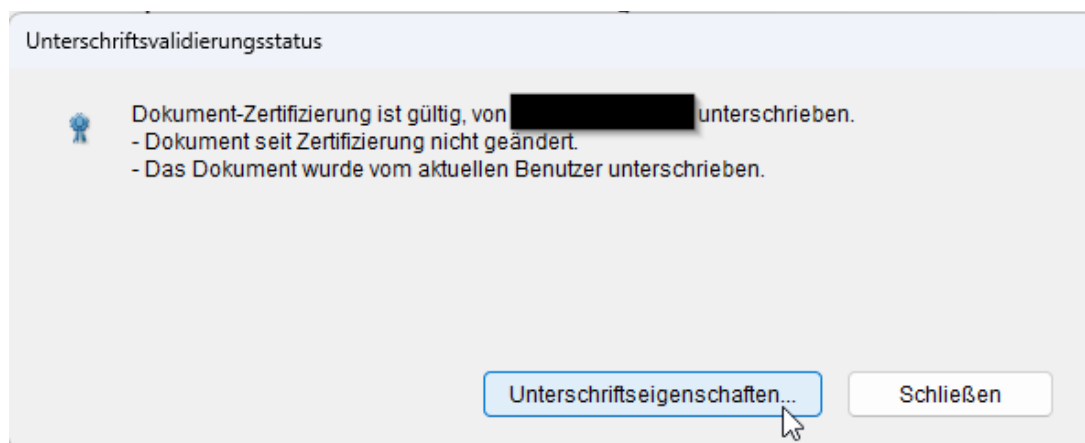 Unterschriftsvalidierungsstatus
Dokument-Zertifizierung ist gültig, von unterschrieben.
- Dokument seit Zertifizierung nicht geändert.
- Das Dokument wurde vom aktuellen Benutzer unterschrieben.
Unterschriftseigenschaften... Schließen